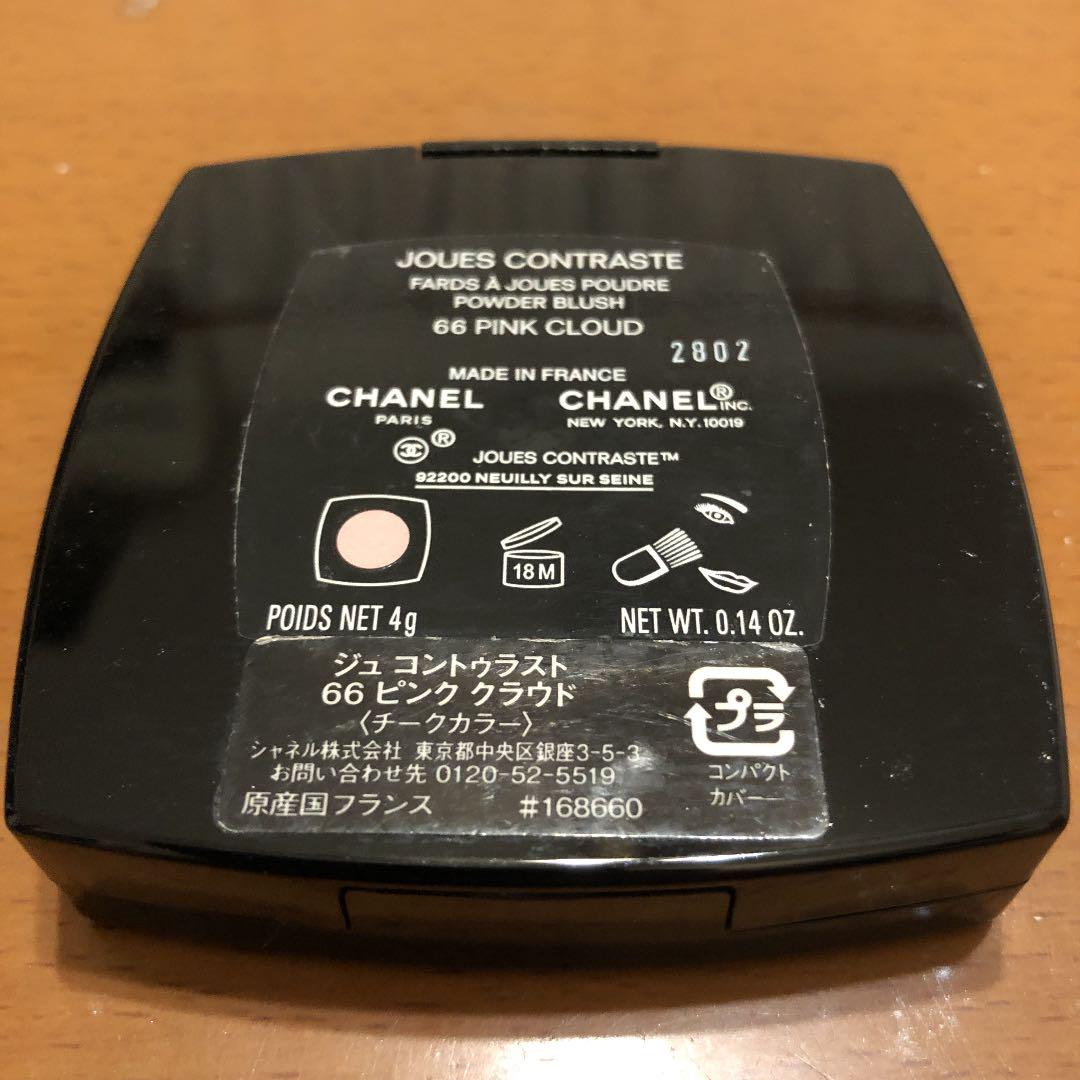 JOUES CONTRASTE
FARDS À JOUES POUDRE
POWDER BLUSH
66 PINK CLOUD
2802
MADE IN FRANCE
CHANEL CHANEL® INC.
PARIS NEW YORK, N.Y. 10019
®
JOUES CONTRASTE™
92200 NEUILLY SUR SEINE
18M
POIDS NET 4g NET WT. 0.14 OZ.
ジュ コントゥラスト
66 ピンク クラウド
〈チークカラー〉
シャネル株式会社 東京都中央区銀座3-5-3
お問い合わせ先 0120-52-5519
原産国フランス #168660
プラ
コンパクト
カバー